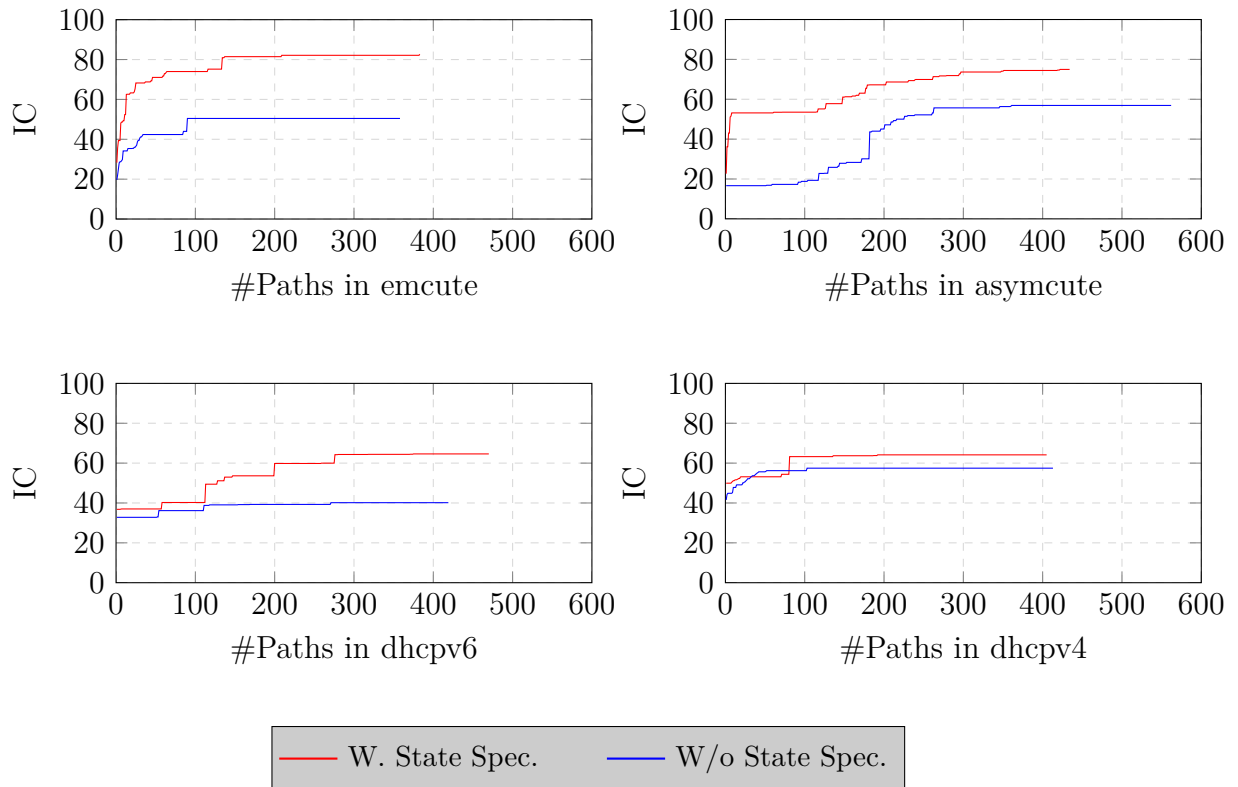 100
80
60
40
20
0
IC
0 100 200 300 400 500 600
#Paths in emcute
100
80
60
40
20
0
IC
0 100 200 300 400 500 600
#Paths in asymcute
100
80
60
40
20
0
IC
0 100 200 300 400 500 600
#Paths in dhcpv6
100
80
60
40
20
0
IC
0 100 200 300 400 500 600
#Paths in dhcpv4
W. State Spec. W/o State Spec.